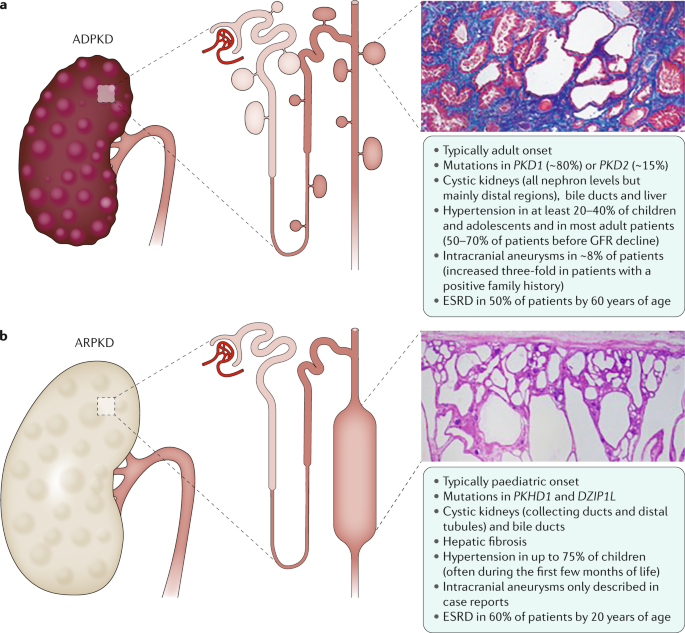 a
ADPKD
• Typically adult onset
• Mutations in PKD1 (~80%) or PKD2 (~15%)
• Cystic kidneys (all nephron levels but
mainly distal regions), bile ducts and liver
• Hypertension in at least 20–40% of children
and adolescents and in most adult patients
(50–70% of patients before GFR decline)
• Intracranial aneurysms in ~8% of patients
(increased three-fold in patients with a
positive family history)
• ESRD in 50% of patients by 60 years of age
b
ARPKD
• Typically paediatric onset
• Mutations in PKHD1 and DZIP1L
• Cystic kidneys (collecting ducts and distal
tubules) and bile ducts
• Hepatic fibrosis
• Hypertension in up to 75% of children
(often during the first few months of life)
• Intracranial aneurysms only described in
case reports
• ESRD in 60% of patients by 20 years of age